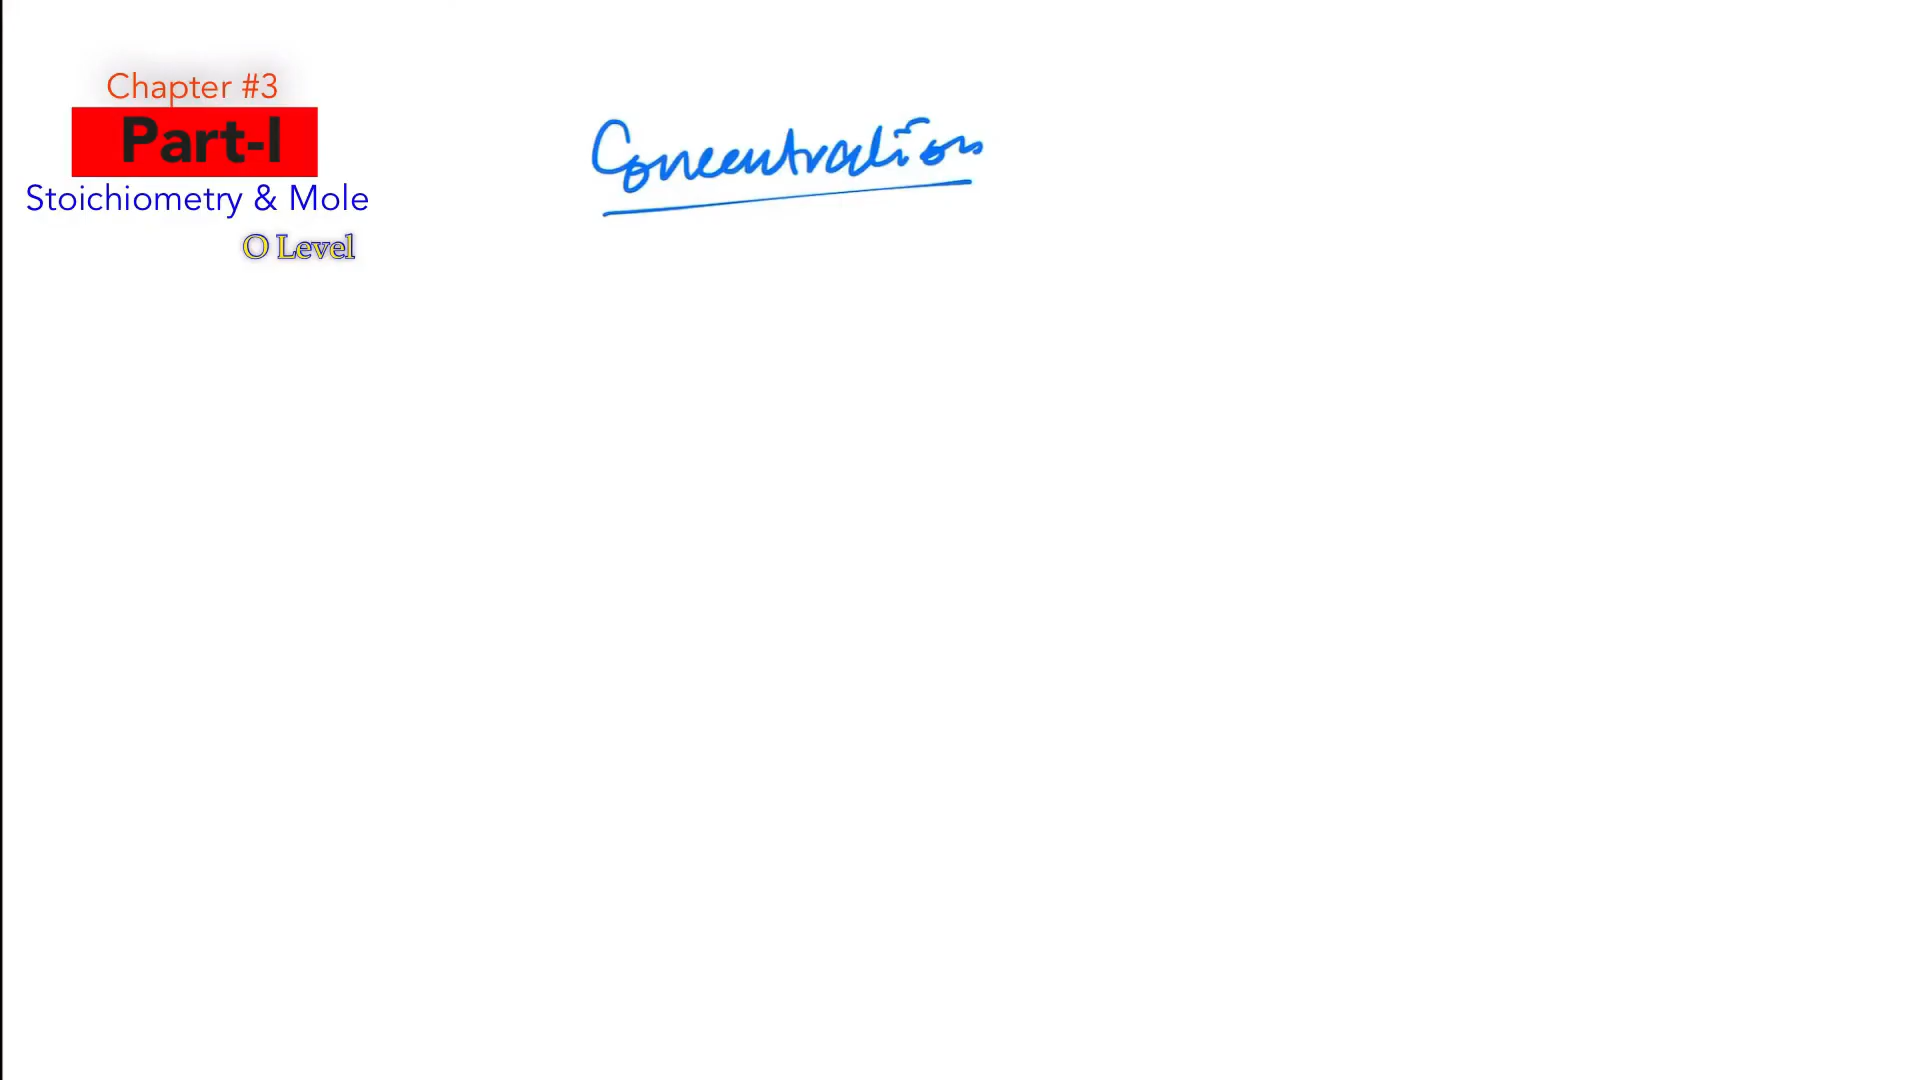 Chapter #3
Part-I
Stoichiometry & Mole
O Level
Concentration